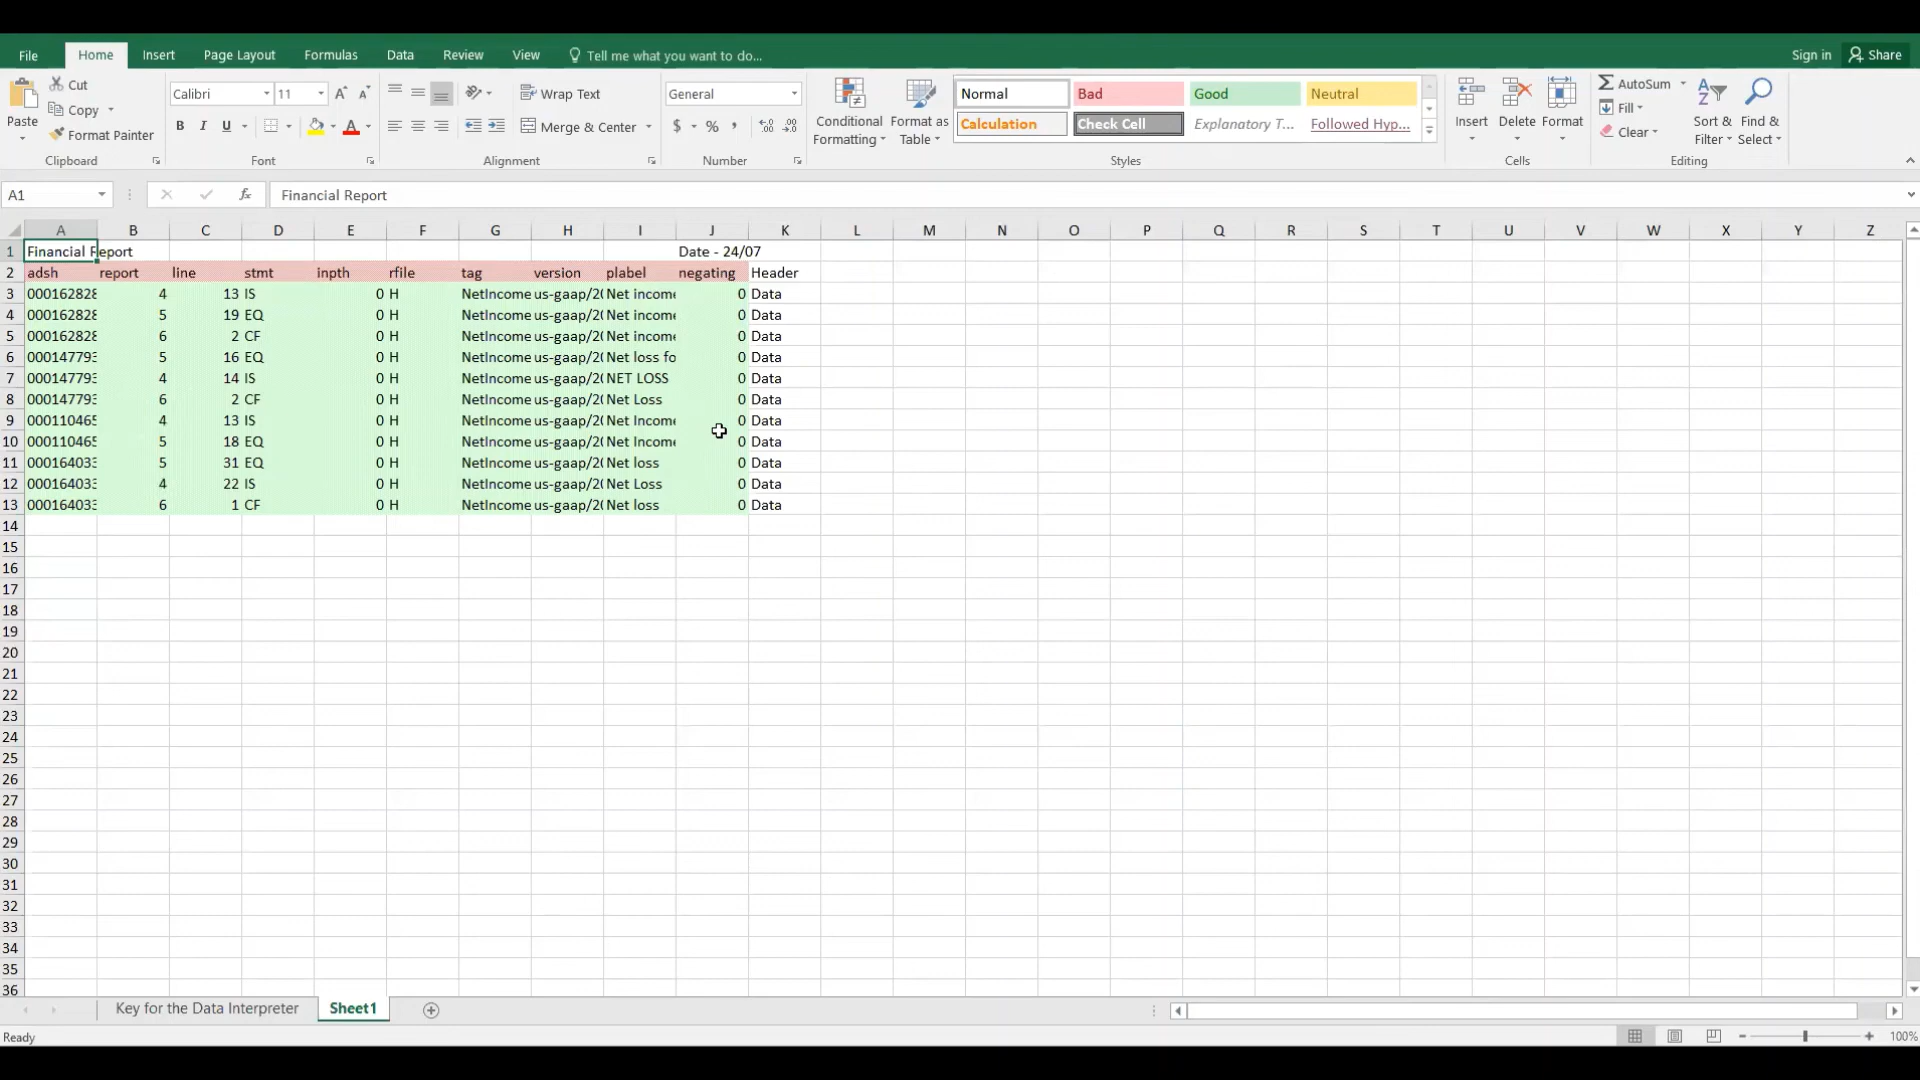 File Home Insert Page Layout Formulas Data Review View Tell me what you want to do... Sign in Share
Cut Calibri 11 Wrap Text General Normal Bad Good Neutral AutoSum
Copy Fill
Paste Format Painter B I U Merge & Center $ % Conditional Formatting Format as Table Calculation Check Cell Explanatory T... Followed Hyp... Insert Delete Format Clear Sort & Filter Find & Select
Clipboard Font Alignment Number Styles Cells Editing
A1 fx Financial Report
A B C D E F G H I J K L M N O P Q R S T U V W X Y Z
1 Financial Report Date - 24/07
2 adsh report line stmt inpth rfile tag version plabel negating Header
3 000162828 4 13 IS 0 H NetIncome us-gaap/20 Net income 0 Data
4 000162828 5 19 EQ 0 H NetIncome us-gaap/20 Net income 0 Data
5 000162828 6 2 CF 0 H NetIncome us-gaap/20 Net income 0 Data
6 000147793 5 16 EQ 0 H NetIncome us-gaap/20 Net loss fo 0 Data
7 000147793 4 14 IS 0 H NetIncome us-gaap/20 NET LOSS 0 Data
8 000147793 6 2 CF 0 H NetIncome us-gaap/20 Net Loss 0 Data
9 000110465 4 13 IS 0 H NetIncome us-gaap/20 Net Income 0 Data
10 000110465 5 18 EQ 0 H NetIncome us-gaap/20 Net Income 0 Data
11 000164033 5 31 EQ 0 H NetIncome us-gaap/20 Net loss 0 Data
12 000164033 4 22 IS 0 H NetIncome us-gaap/20 Net Loss 0 Data
13 000164033 6 1 CF 0 H NetIncome us-gaap/20 Net loss 0 Data
14
15
16
17
18
19
20
21
22
23
24
25
26
27
28
29
30
31
32
33
34
35
36
Key for the Data Interpreter Sheet1
Ready 100%